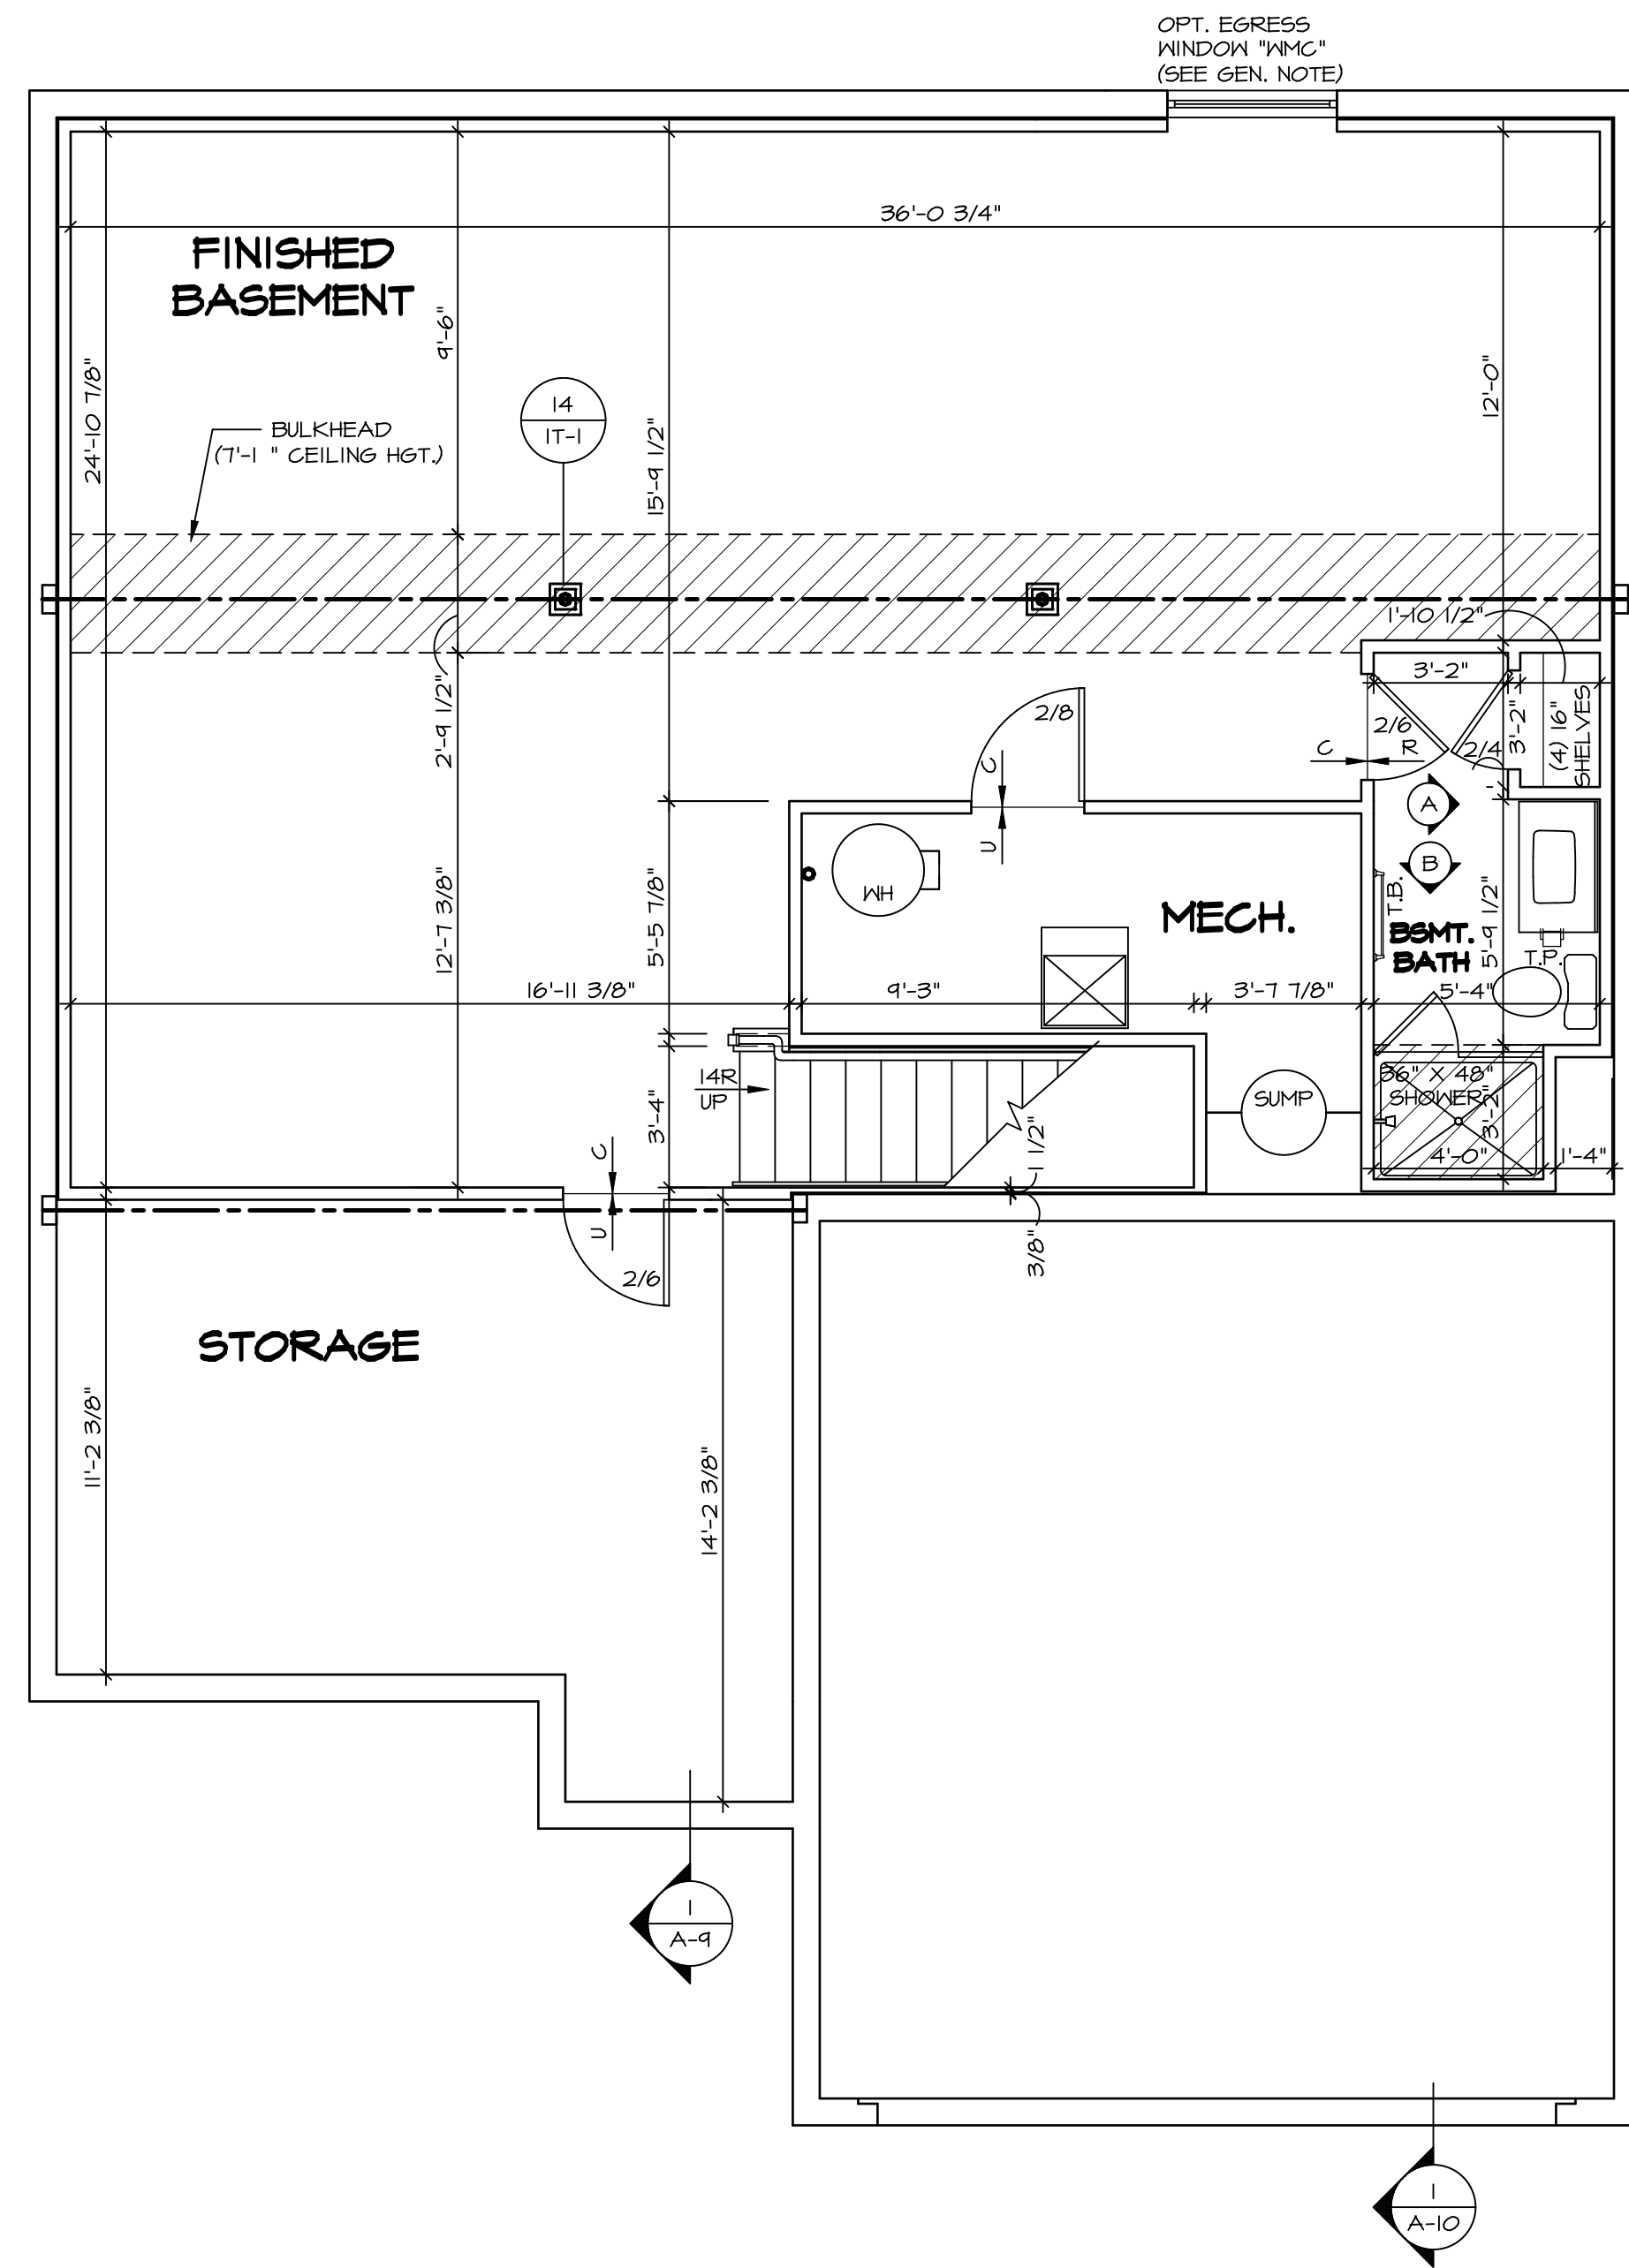 OPT. EGRESS
WINDOW "WMC"
(SEE GEN. NOTE)
36'-0 3/4"
FINISHED
BASEMENT
9'-6"
24'-10 7/8"
12'-0"
14
1T-1
BULKHEAD
(7'-1 " CEILING HGT.)
15'-9 1/2"
1'-10 1/2"
3'-2"
2'-9 1/2"
2/8
2/6
2/4
3'-2"
(4) 16"
SHELVES
C
R
C
U
A
B
WH
MECH.
T.B.
BSMT.
BATH
5'-9 1/2"
T.P.
12'-7 3/8"
5'-5 7/8"
16'-11 3/8"
9'-3"
3'-7 7/8"
5'-4"
14R
UP
SUMP
36" X 48"
SHOWER
3'-2"
3'-4"
1 1/2"
4'-0"
1'-4"
C
U
3/8"
2/6
STORAGE
11'-2 3/8"
14'-2 3/8"
1
A-9
1
A-10